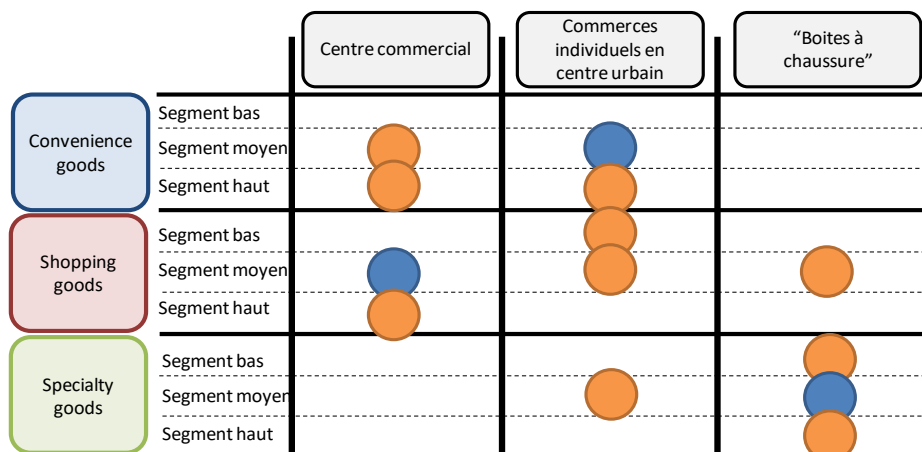 Centre commercial
Commerces
individuels en
centre urbain
“Boites à
chaussure”
Convenience
goods
Segment bas
Segment moyen
Segment haut
Shopping
goods
Segment bas
Segment moyen
Segment haut
Specialty
goods
Segment bas
Segment moyen
Segment haut